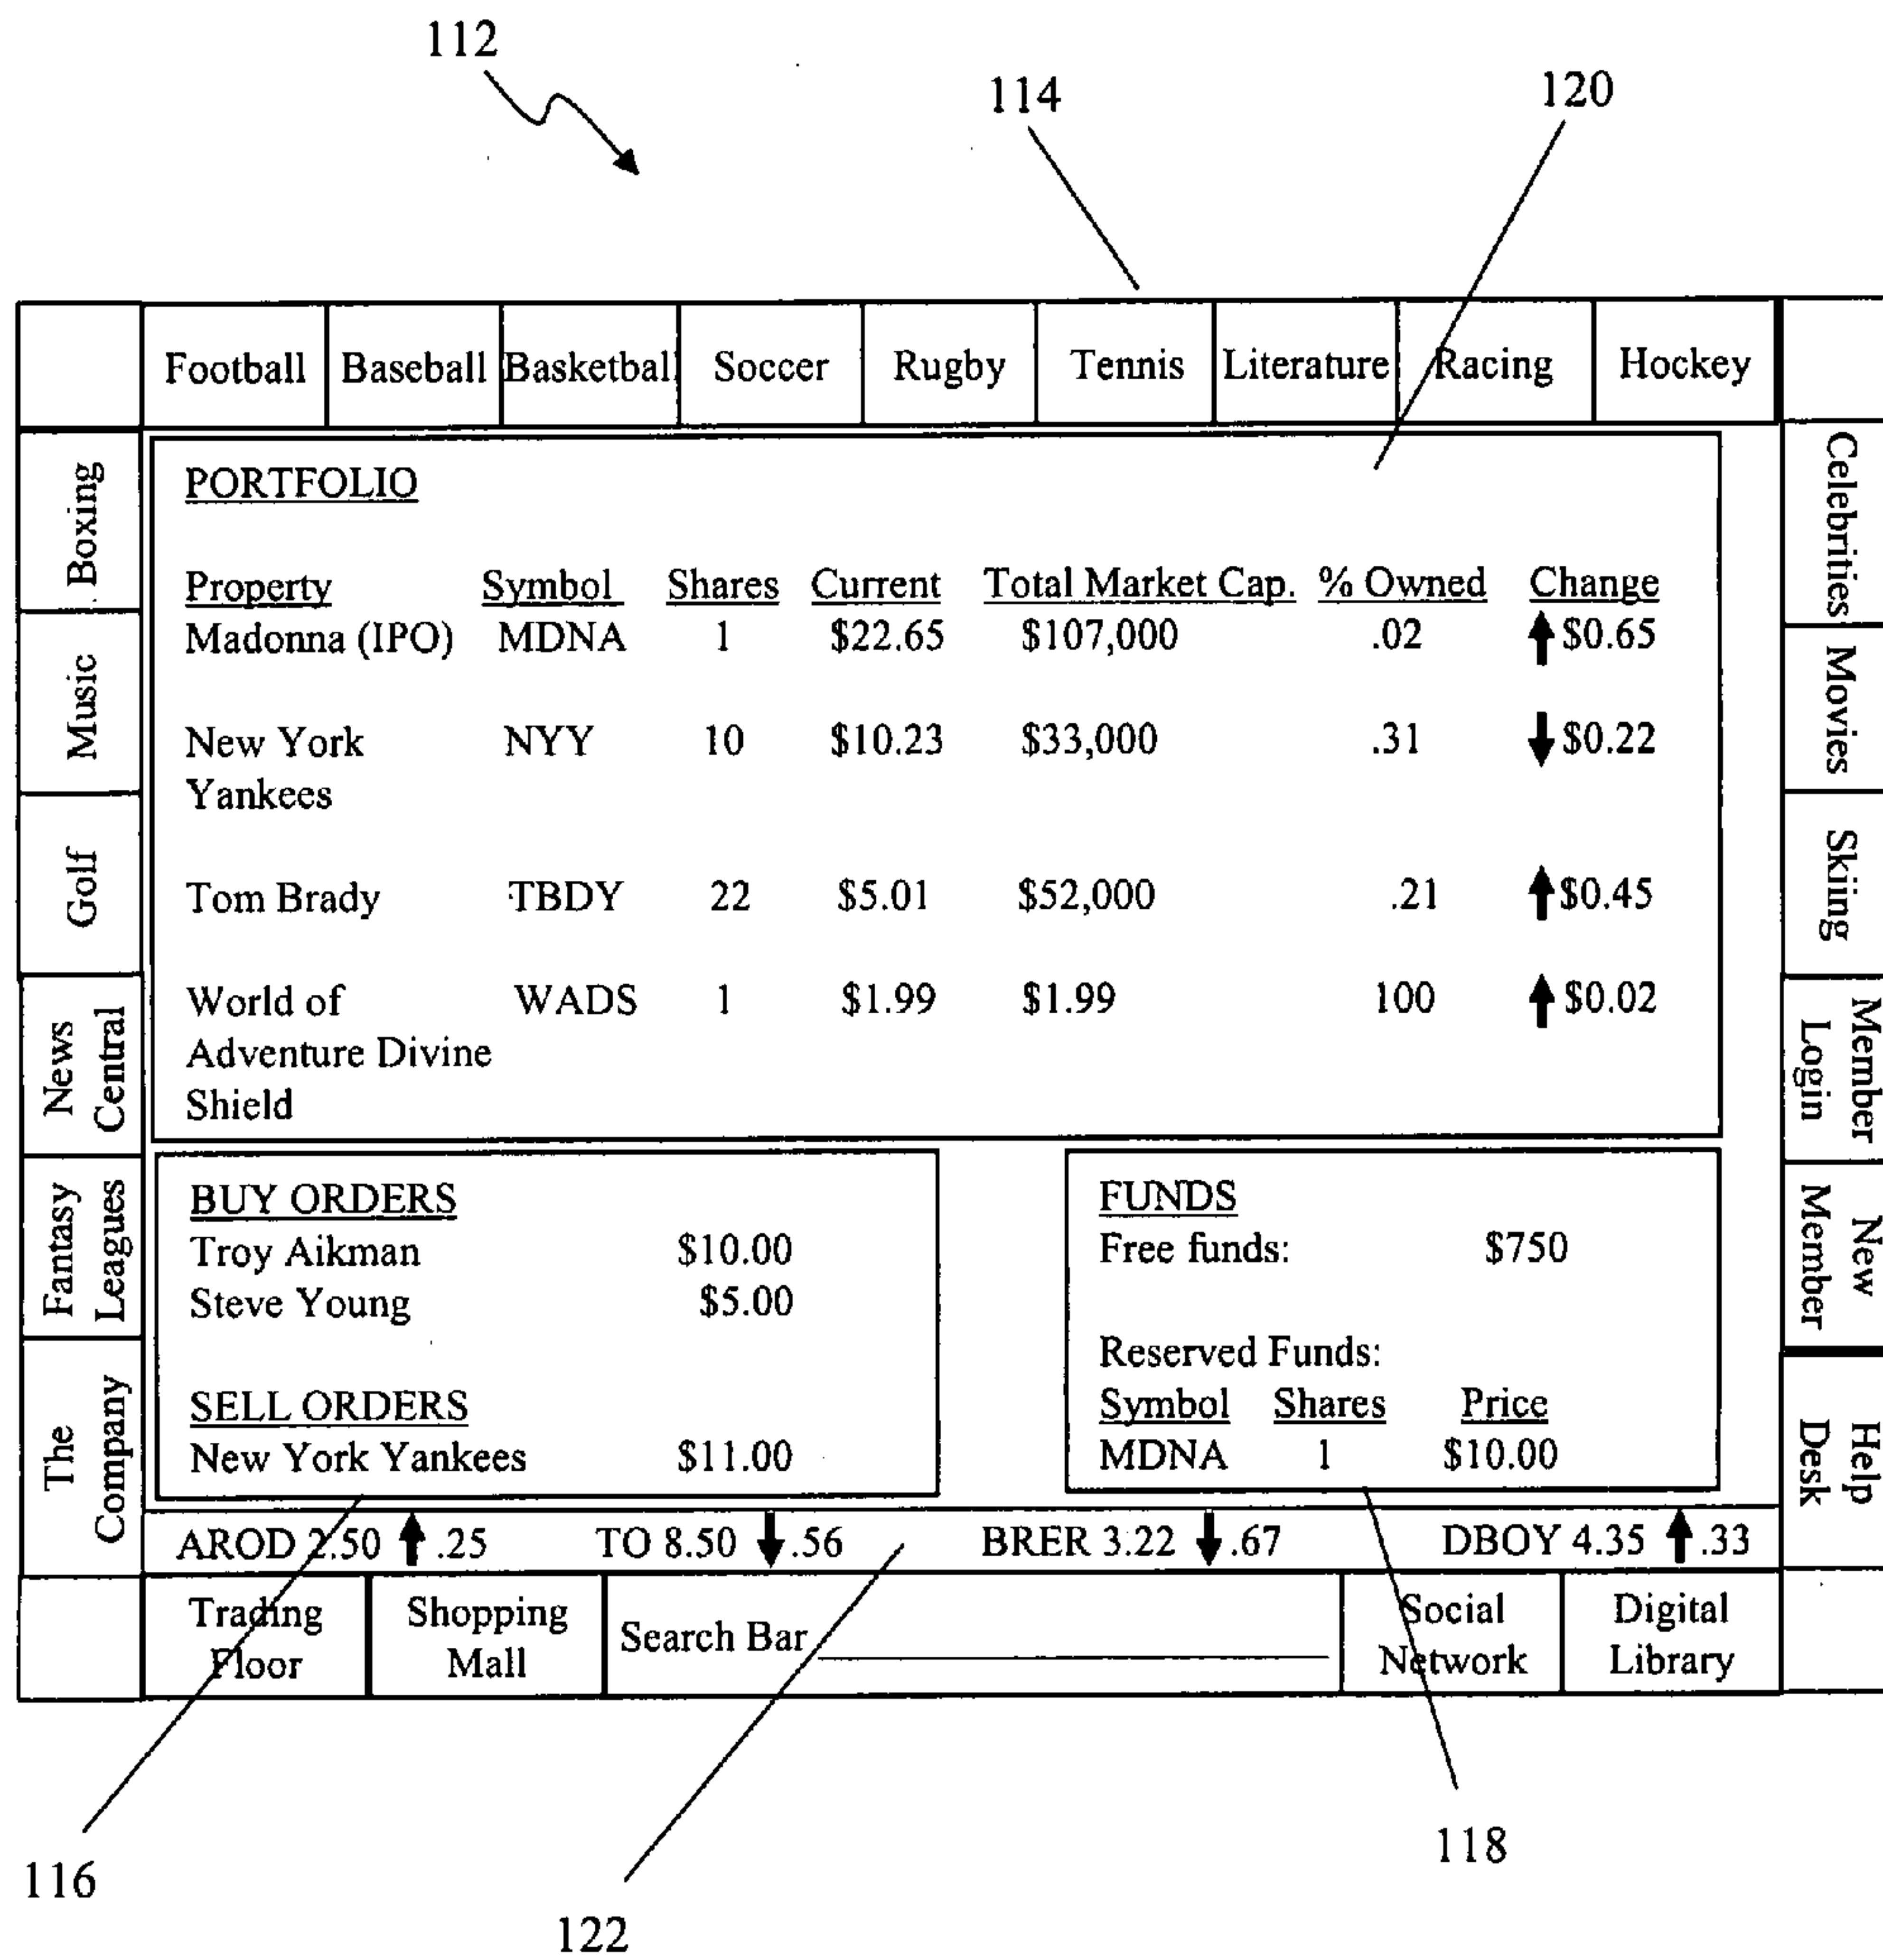 112
114
120
Football Baseball Basketball Soccer Rugby Tennis Literature Racing Hockey
Boxing
Music
Golf
News
Central
Fantasy
Leagues
The
Company
PORTFOLIO
Property Symbol Shares Current Total Market Cap. % Owned Change
Madonna (IPO) MDNA 1 $22.65 $107,000 .02 $0.65
New York NYY 10 $10.23 $33,000 .31 $0.22
Yankees
Tom Brady TBDY 22 $5.01 $52,000 .21 $0.45
World of WADS 1 $1.99 $1.99 100 $0.02
Adventure Divine
Shield
BUY ORDERS
Troy Aikman $10.00
Steve Young $5.00
SELL ORDERS
New York Yankees $11.00
FUNDS
Free funds: $750
Reserved Funds:
Symbol Shares Price
MDNA 1 $10.00
Celebrities
Movies
Skiing
Member
Login
New
Member
Help
Desk
AROD 2.50 .25 TO 8.50 .56 BRER 3.22 .67 DBOY 4.35 .33
Trading
Floor
Shopping
Mall
Search Bar
Social
Network
Digital
Library
116
122
118